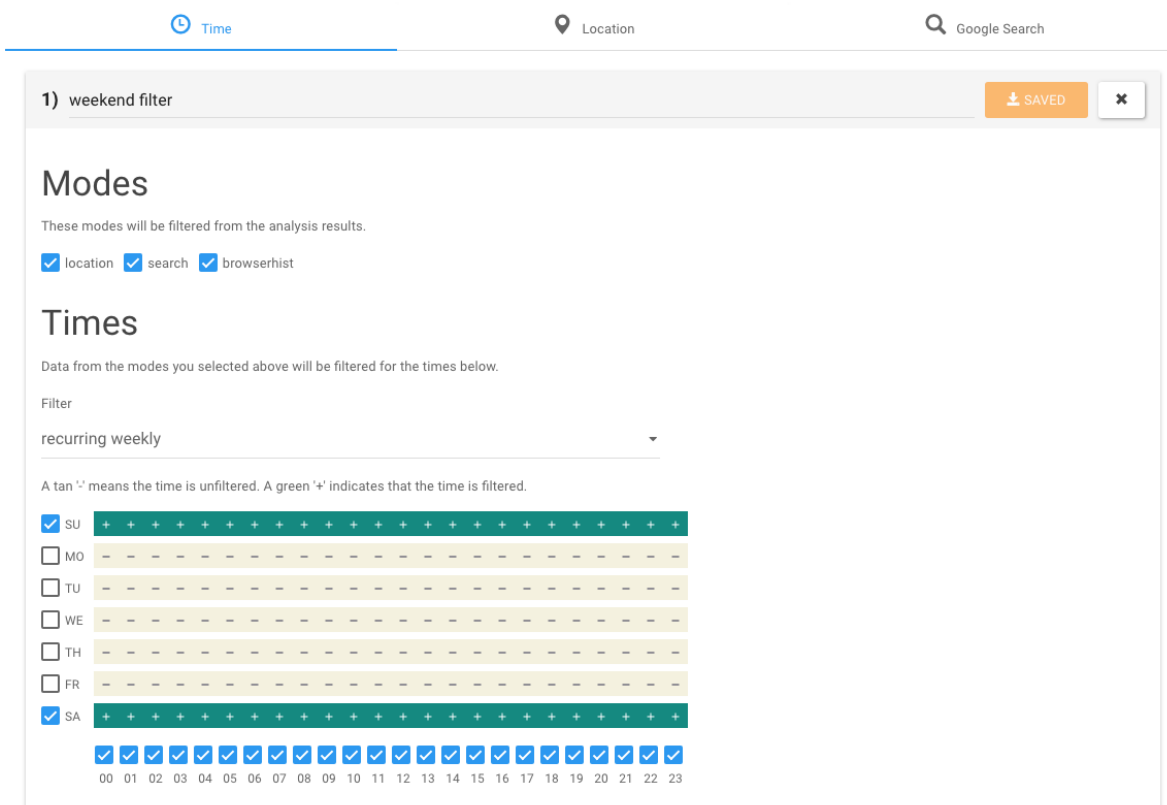 Time Location Google Search
1) weekend filter SAVED
Modes
These modes will be filtered from the analysis results.
location search browserhist
Times
Data from the modes you selected above will be filtered for the times below.
Filter
recurring weekly
A tan '-' means the time is unfiltered. A green '+' indicates that the time is filtered.
SU + + + + + + + + + + + + + + + + + + + + + + + +
MO - - - - - - - - - - - - - - - - - - - - - - - -
TU - - - - - - - - - - - - - - - - - - - - - - - -
WE - - - - - - - - - - - - - - - - - - - - - - - -
TH - - - - - - - - - - - - - - - - - - - - - - - -
FR - - - - - - - - - - - - - - - - - - - - - - - -
SA + + + + + + + + + + + + + + + + + + + + + + + +
00 01 02 03 04 05 06 07 08 09 10 11 12 13 14 15 16 17 18 19 20 21 22 23